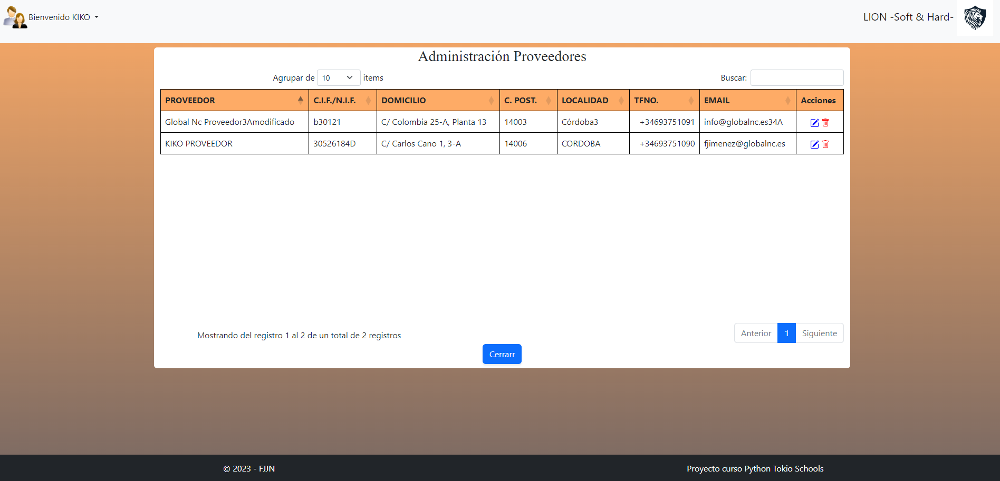 Bienvenido KIKO
LION -Soft & Hard-
Administración Proveedores
Agrupar de 10 items
Buscar:
PROVEEDOR C.I.F./N.I.F. DOMICILIO C. POST. LOCALIDAD TFNO. EMAIL Acciones
Global Nc Proveedor3Amodificado b30121 C/ Colombia 25-A, Planta 13 14003 Córdoba3 +34693751091 info@globalnc.es34A
KIKO PROVEEDOR 30526184D C/ Carlos Cano 1, 3-A 14006 CORDOBA +34693751090 fjimenez@globalnc.es
Mostrando del registro 1 al 2 de un total de 2 registros
Anterior 1 Siguiente
Cerrarr
© 2023 - FJJN
Proyecto curso Python Tokio Schools